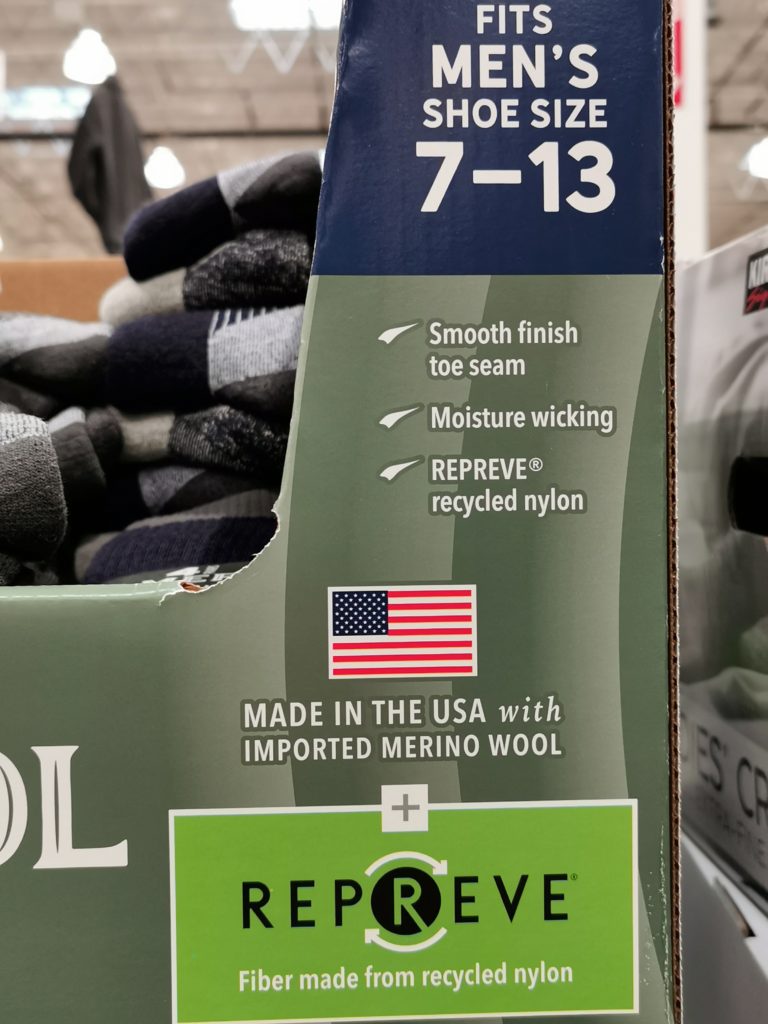 FITS
MEN'S
SHOE SIZE
7–13
Smooth finish
toe seam
Moisture wicking
REPREVE®
recycled nylon
MADE IN THE USA with
IMPORTED MERINO WOOL
OL
+
REPREVE
Fiber made from recycled nylon